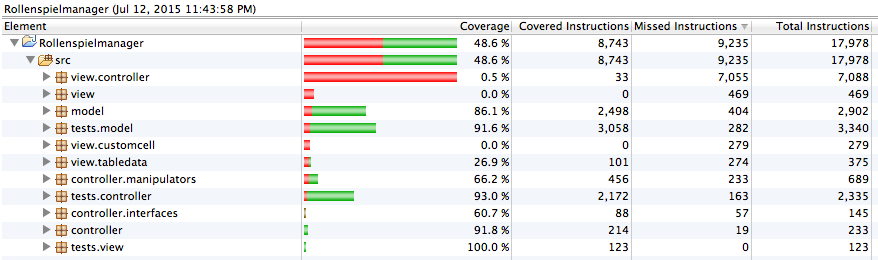 Rollenspielmanager (Jul 12, 2015 11:43:58 PM)
Element Coverage Covered Instructions Missed Instructions Total Instructions
Rollenspielmanager 48.6 % 8,743 9,235 17,978
src 48.6 % 8,743 9,235 17,978
view.controller 0.5 % 33 7,055 7,088
view 0.0 % 0 469 469
model 86.1 % 2,498 404 2,902
tests.model 91.6 % 3,058 282 3,340
view.customcell 0.0 % 0 279 279
view.tabledata 26.9 % 101 274 375
controller.manipulators 66.2 % 456 233 689
tests.controller 93.0 % 2,172 163 2,335
controller.interfaces 60.7 % 88 57 145
controller 91.8 % 214 19 233
tests.view 100.0 % 123 0 123